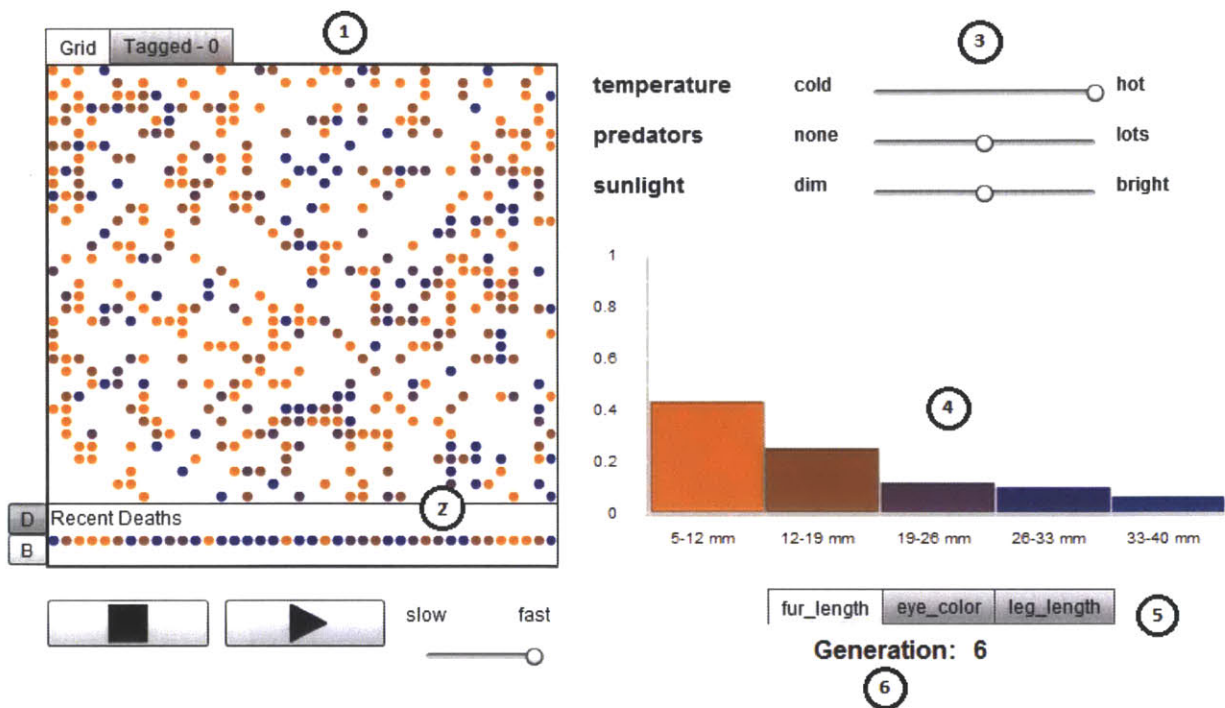 Grid Tagged - 0
1
3
temperature cold hot
predators none lots
sunlight dim bright
1
0.8
0.6
0.4
0.2
0
4
5-12 mm 12-19 mm 19-26 mm 26-33 mm 33-40 mm
2
D Recent Deaths
B
slow fast
fur_length eye_color leg_length
5
Generation: 6
6